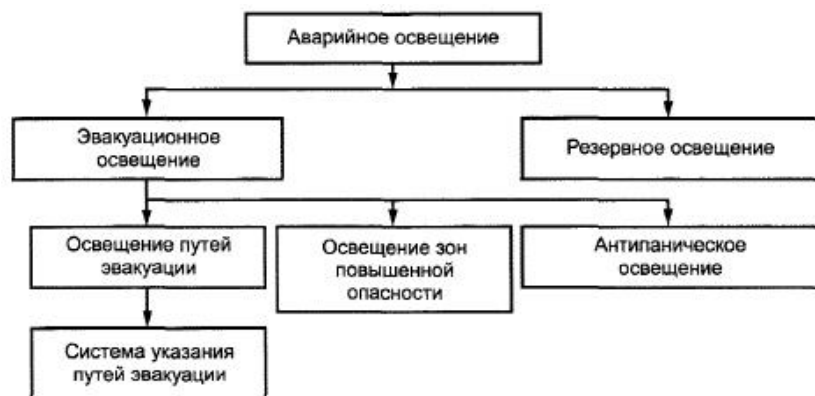 Аварийное освещение
Эвакуационное
освещение
Резервное освещение
Освещение путей
эвакуации
Освещение зон
повышенной
опасности
Антипаническое
освещение
Система указания
путей эвакуации